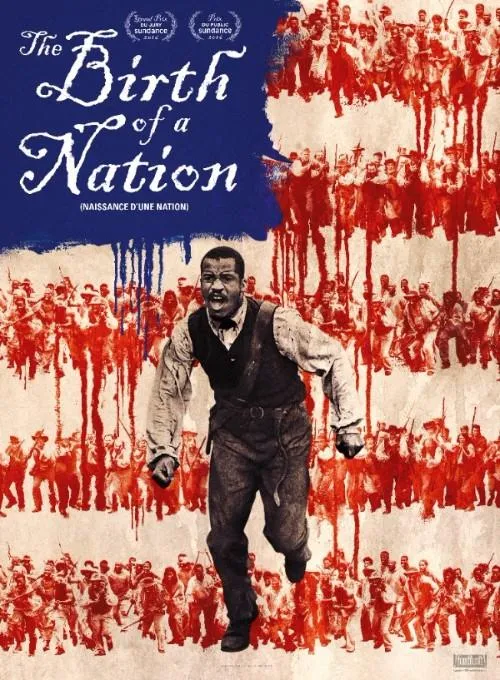 Grand Prix
DU JURY
sundance
2016
Prix
DU PUBLIC
sundance
2016
The
Birth
of a
Nation
(NAISSANCE D'UNE NATION)